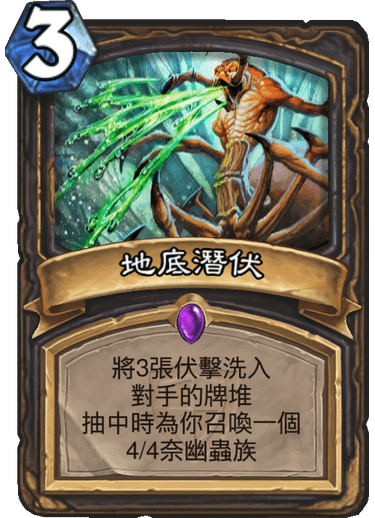 3
地底潛伏
將3張伏擊洗入
對手的牌堆
抽中時為你召喚一個
4/4奈幽蟲族